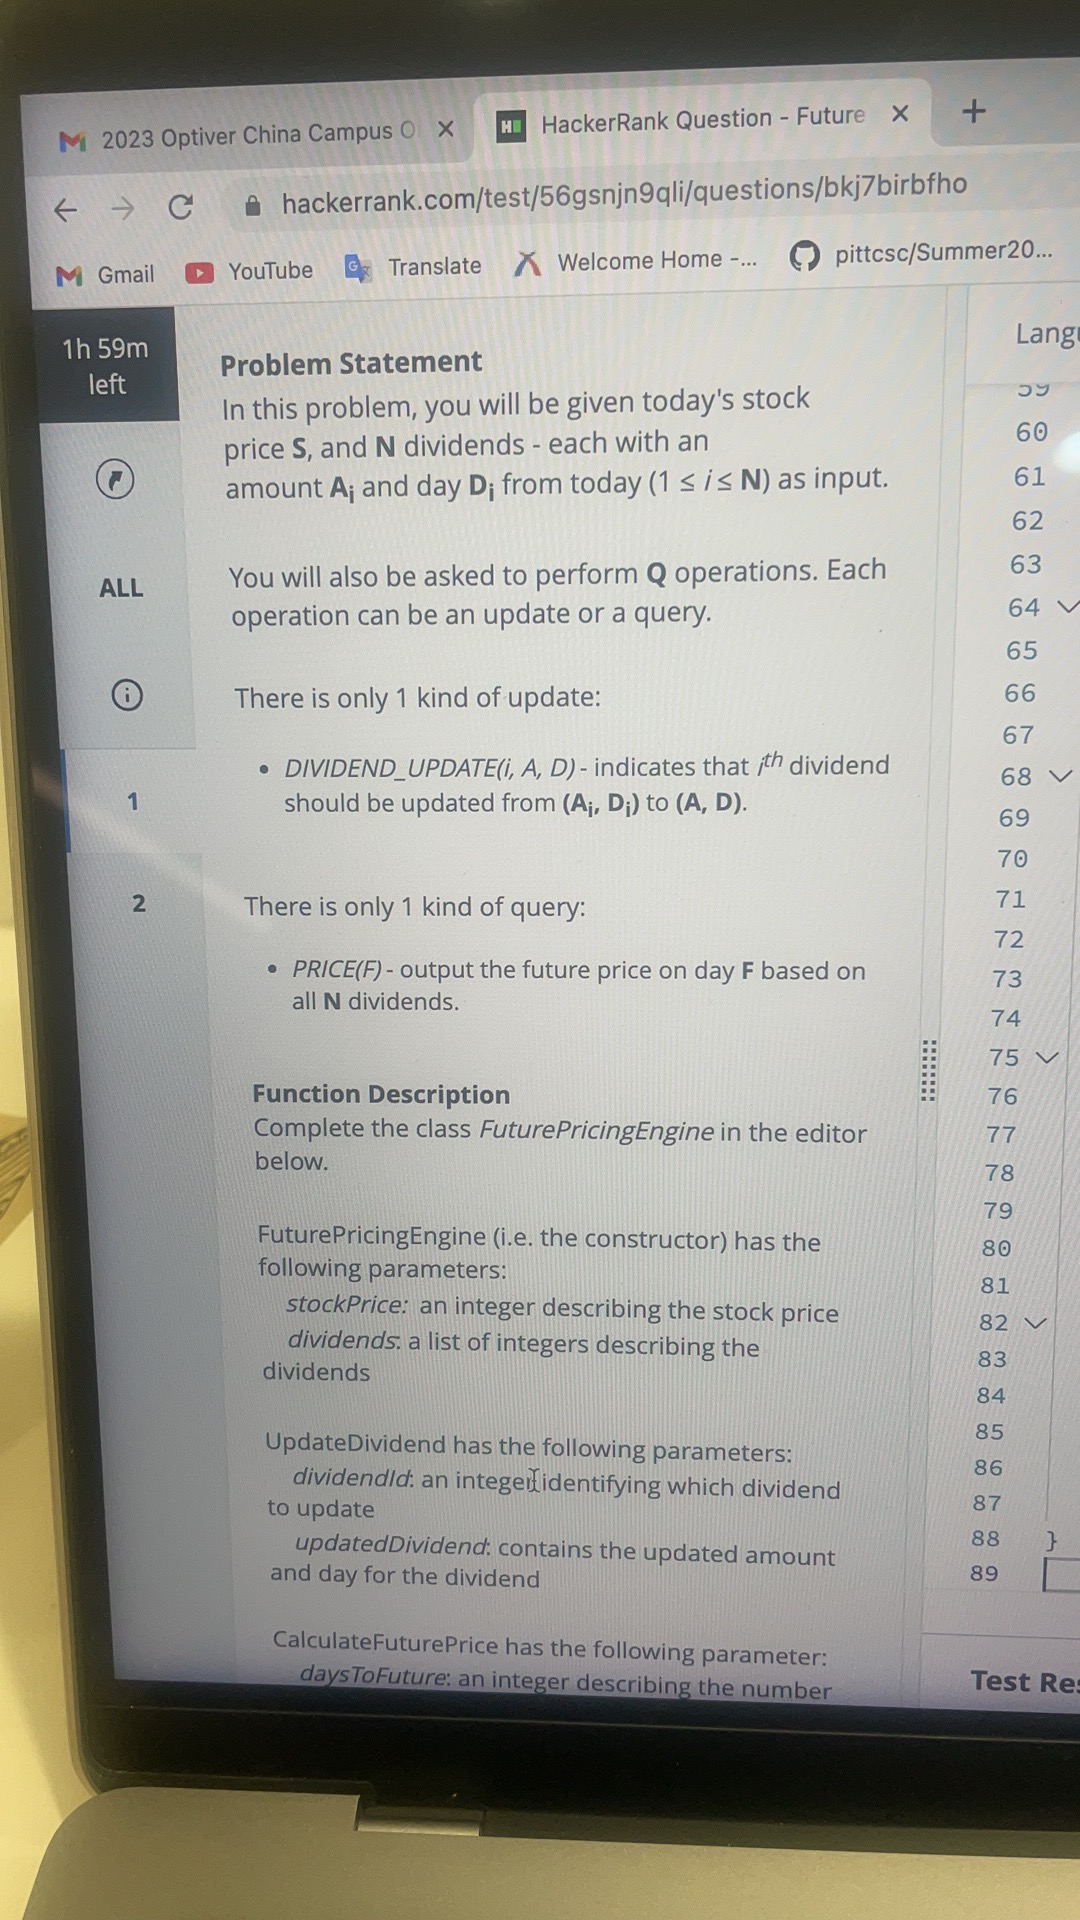 2023 Optiver China Campus O
HackerRank Question - Future
hackerrank.com/test/56gsnjn9qli/questions/bkj7birbfho
Gmail
YouTube
Translate
Welcome Home -...
pittcsc/Summer20...
1h 59m
left
ALL
1
2
Problem Statement
In this problem, you will be given today's stock
price S, and N dividends - each with an
amount Ai and day Di from today (1 ≤ i ≤ N) as input.
You will also be asked to perform Q operations. Each
operation can be an update or a query.
There is only 1 kind of update:
• DIVIDEND_UPDATE(i, A, D) - indicates that ith dividend
should be updated from (Ai, Di) to (A, D).
There is only 1 kind of query:
• PRICE(F) - output the future price on day F based on
all N dividends.
Function Description
Complete the class FuturePricingEngine in the editor
below.
FuturePricingEngine (i.e. the constructor) has the
following parameters:
stockPrice: an integer describing the stock price
dividends: a list of integers describing the
dividends
UpdateDividend has the following parameters:
dividendId: an integer identifying which dividend
to update
updatedDividend: contains the updated amount
and day for the dividend
CalculateFuturePrice has the following parameter:
daysToFuture: an integer describing the number
Langu
59
60
61
62
63
64
65
66
67
68
69
70
71
72
73
74
75
76
77
78
79
80
81
82
83
84
85
86
87
88 }
89
Test Res